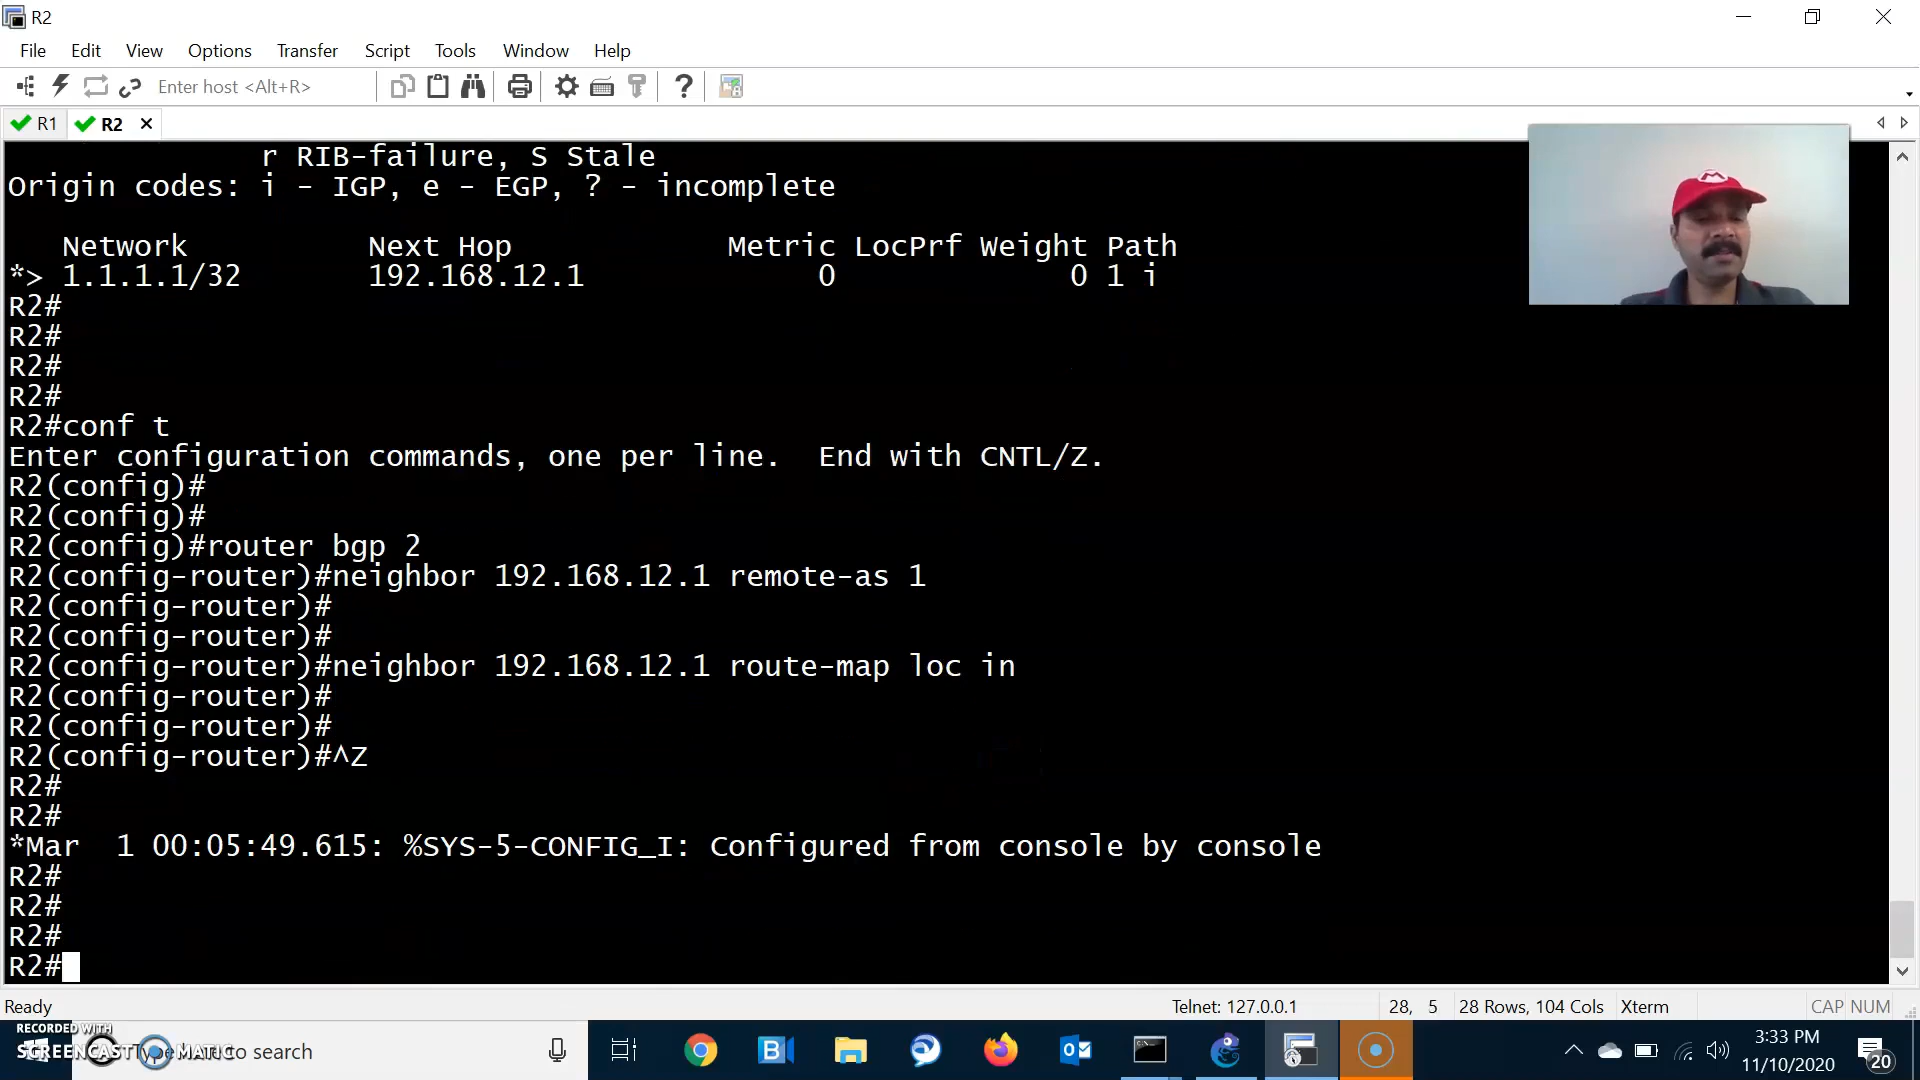 R2
File Edit View Options Transfer Script Tools Window Help
Enter host <Alt+R>
R1 R2
r RIB-failure, S Stale
Origin codes: i - IGP, e - EGP, ? - incomplete
Network Next Hop Metric LocPrf Weight Path
*> 1.1.1.1/32 192.168.12.1 0 0 1 i
R2#
R2#
R2#
R2#
R2#conf t
Enter configuration commands, one per line. End with CNTL/Z.
R2(config)#
R2(config)#
R2(config)#router bgp 2
R2(config-router)#neighbor 192.168.12.1 remote-as 1
R2(config-router)#
R2(config-router)#
R2(config-router)#neighbor 192.168.12.1 route-map loc in
R2(config-router)#
R2(config-router)#
R2(config-router)#^Z
R2#
R2#
*Mar 1 00:05:49.615: %SYS-5-CONFIG_I: Configured from console by console
R2#
R2#
R2#
R2#
Ready Telnet: 127.0.0.1 28, 5 28 Rows, 104 Cols Xterm CAP NUM
RECORDED WITH
SCREENCAST MATIC
to search
3:33 PM
11/10/2020
20